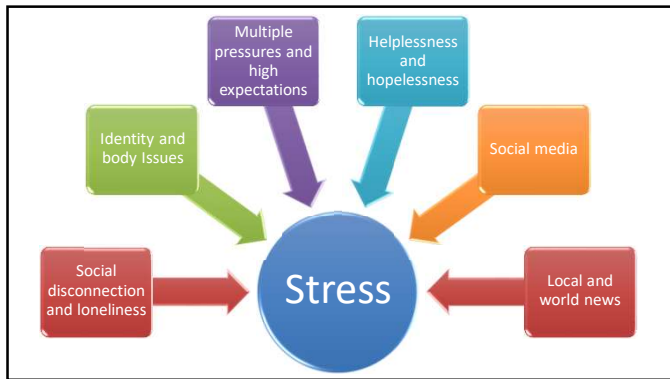 Multiple
pressures and
high
expectations
Helplessness
and
hopelessness
Identity and
body Issues
Social media
Social
disconnection
and loneliness
Stress
Local and
world news